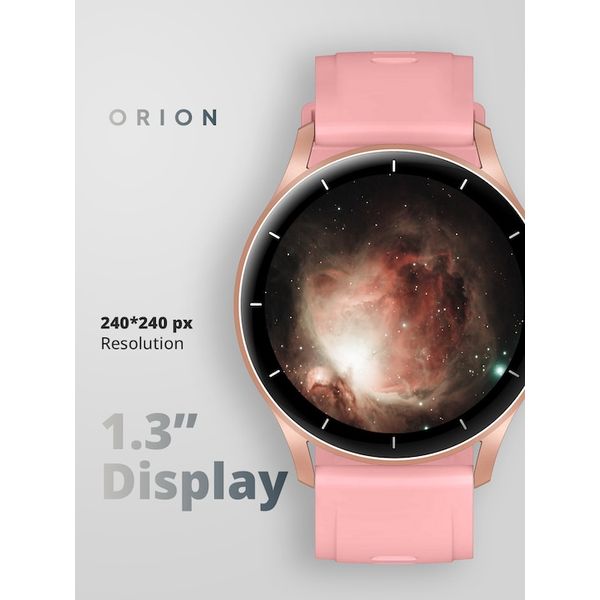 ORION
240*240 px
Resolution
1.3”
Display